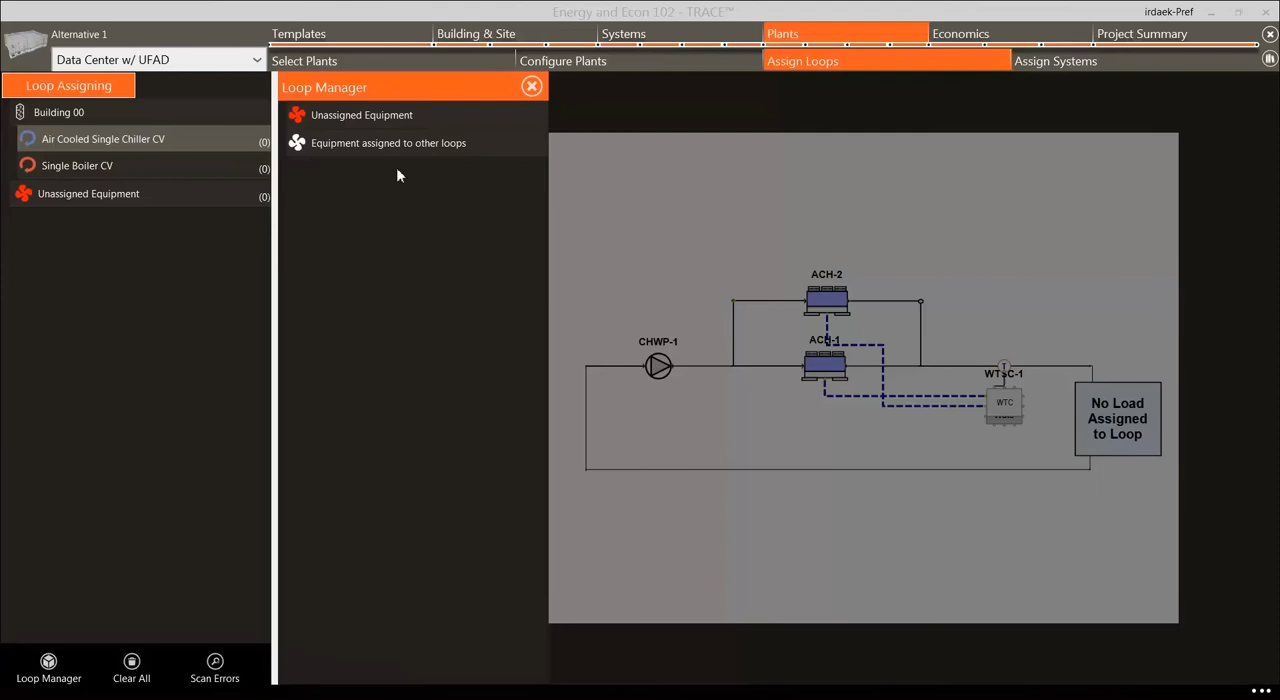 Energy and Econ 102 - TRACE™
irdaek-Pref
Alternative 1
Data Center w/ UFAD
Templates
Building & Site
Systems
Plants
Economics
Project Summary
Select Plants
Configure Plants
Assign Loops
Assign Systems
Loop Assigning
Building 00
Air Cooled Single Chiller CV
(0)
Single Boiler CV
(0)
Unassigned Equipment
(0)
Loop Manager
Unassigned Equipment
Equipment assigned to other loops
ACH-2
CHWP-1
ACH-1
T
WTSC-1
WTC
No Load
Assigned
to Loop
Loop Manager
Clear All
Scan Errors